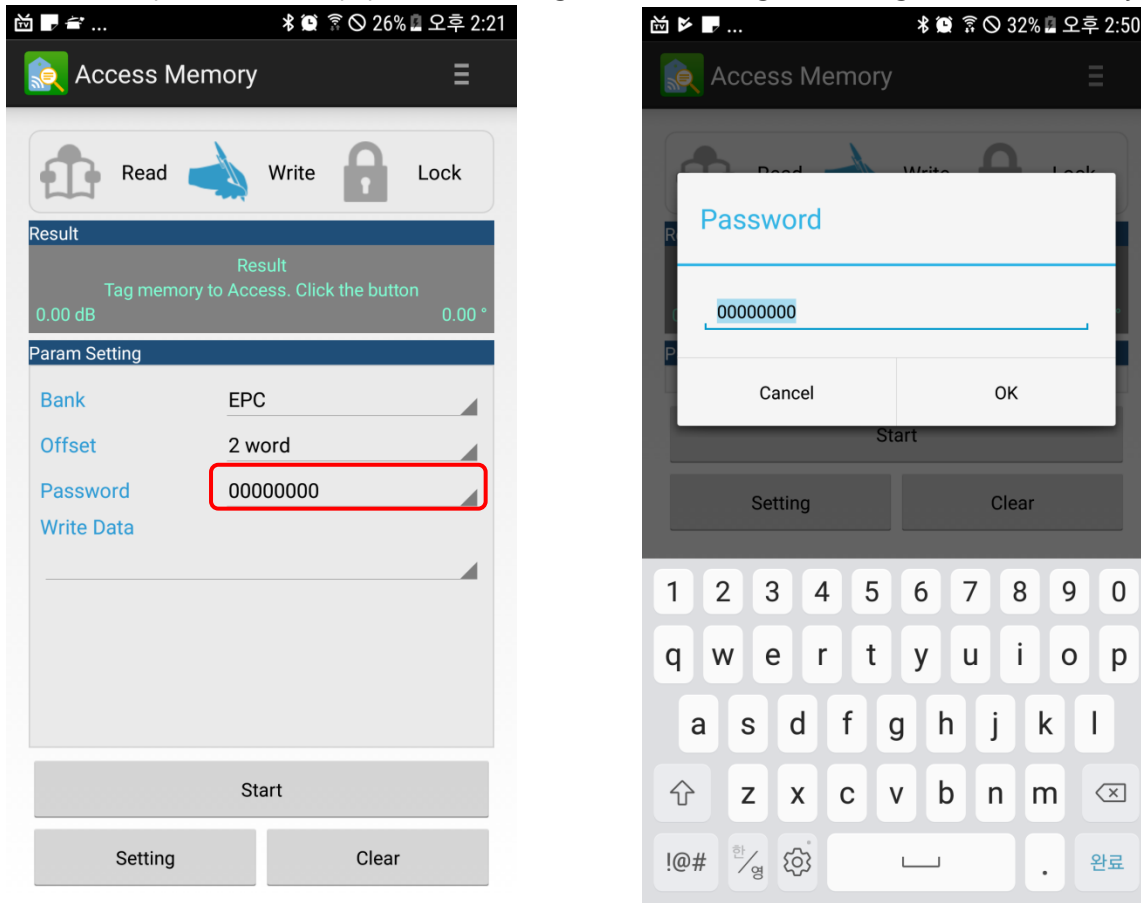 ... 26% 오후 2:21
Access Memory
Read Write Lock
Result
Result
Tag memory to Access. Click the button
0.00 dB 0.00 °
Param Setting
Bank EPC
Offset 2 word
Password 00000000
Write Data
Start
Setting Clear
... 32% 오후 2:50
Access Memory
Read Write Lock
Password
00000000
Cancel OK
Start
Setting Clear
1 2 3 4 5 6 7 8 9 0
q w e r t y u i o p
a s d f g h j k l
z x c v b n m
!@# 한/영 . 완료